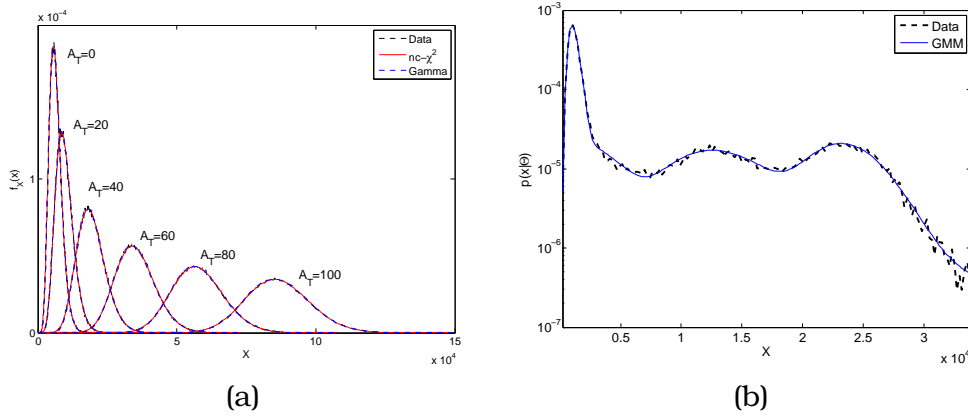 x 10⁻⁴
Data
nc−χ²
Gamma
A_T=0
A_T=20
A_T=40
A_T=60
A_T=80
A_T=100
1
f_X(x)
0 5 10 15
X
x 10⁴
(a)
10⁻³
10⁻⁴
10⁻⁵
10⁻⁶
10⁻⁷
Data
GMM
p(x|Θ)
0.5 1 1.5 2 2.5 3
X
x 10⁴
(b)